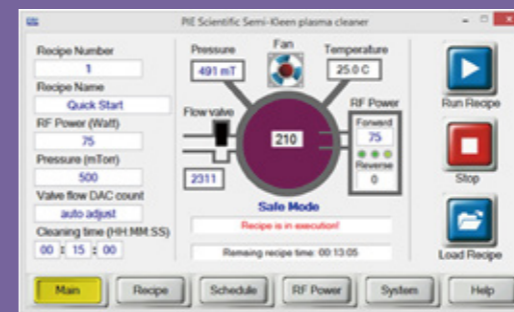 PIE Scientific Semi-Kleen plasma cleaner
Recipe Number
1
Recipe Name
Quick Start
RF Power (Watt)
75
Pressure (mTorr)
500
Valve flow DAC count
auto adjust
Cleaning time (HH:MM:SS)
00 : 15 : 00
Pressure
491 mT
Fan
Temperature
25.0 C
Flow valve
2311
210
RF Power
Forward
75
Reverse
0
Safe Mode
Recipe is in execution!
Remaing recipe time: 00:13:05
Run Recipe
Stop
Load Recipe
Main
Recipe
Schedule
RF Power
System
Help